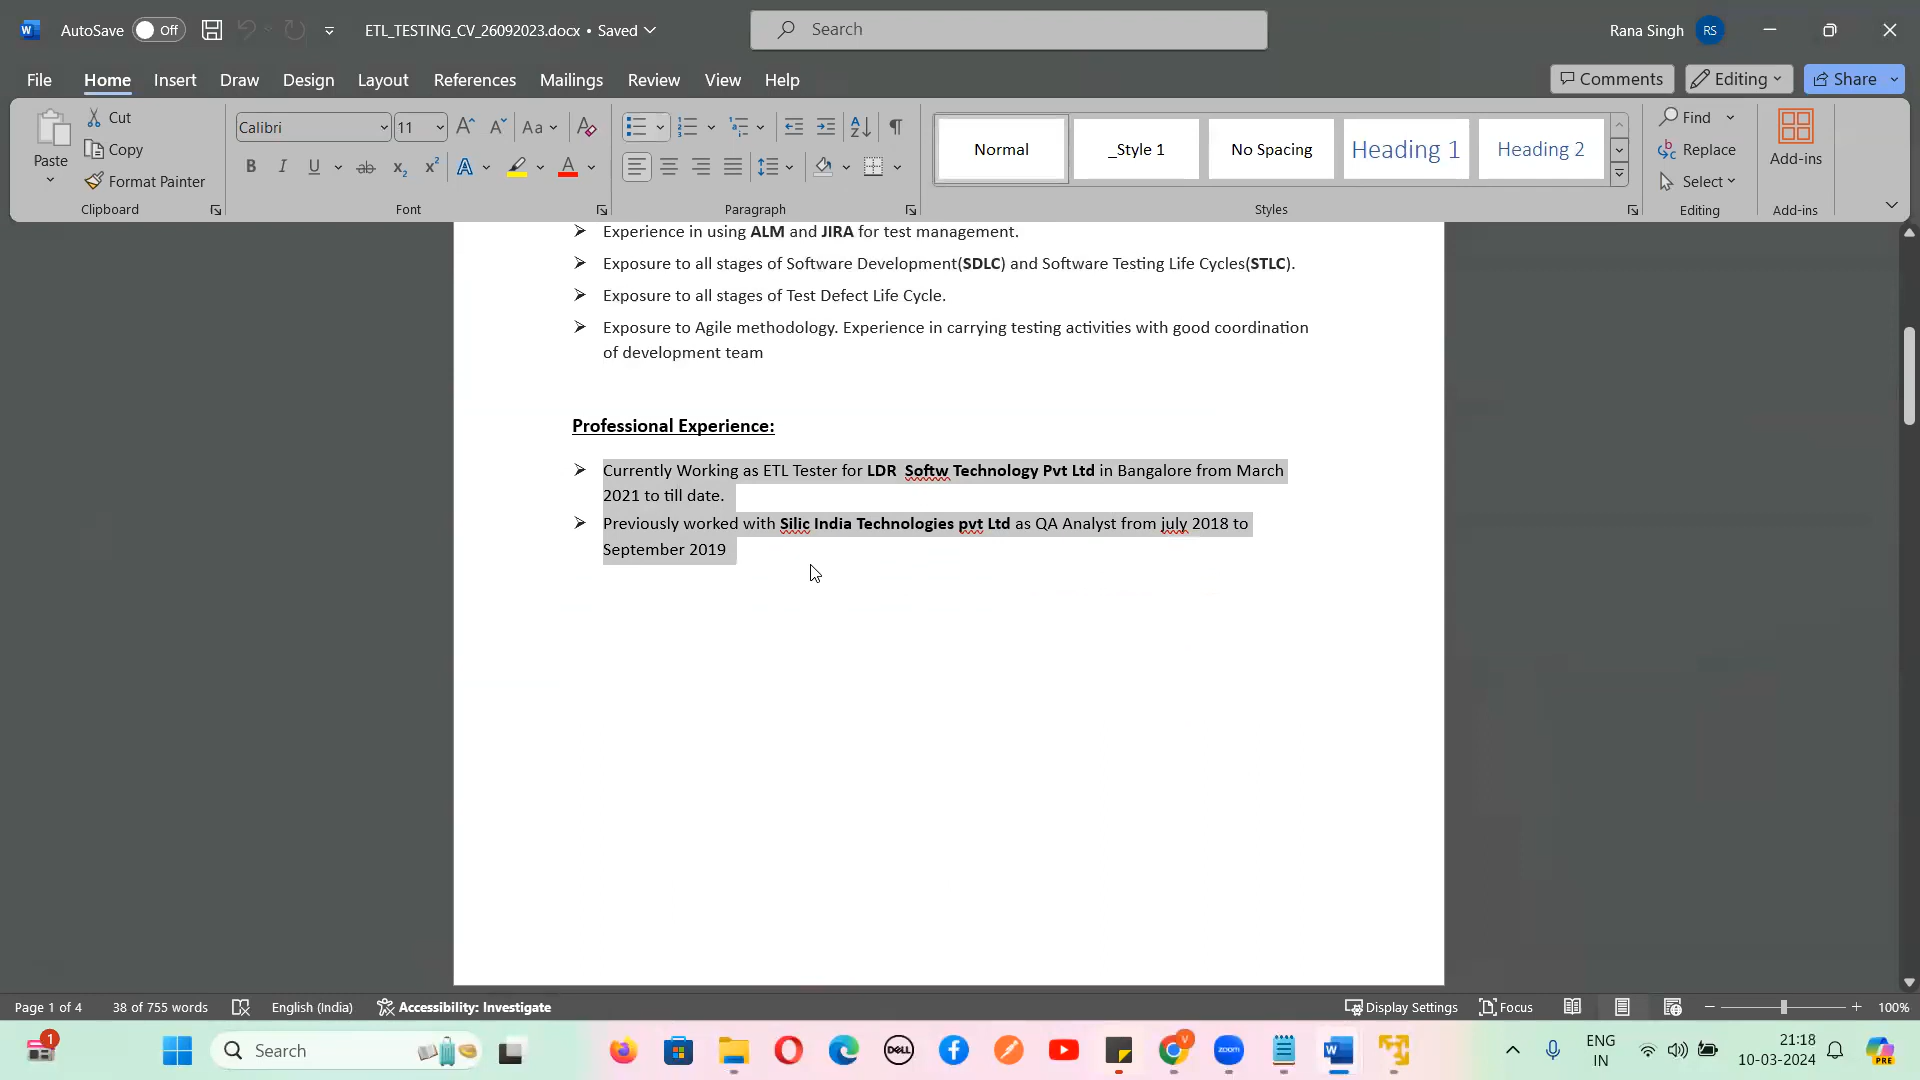 AutoSave Off ETL_TESTING_CV_26092023.docx • Saved Search Rana Singh RS
File Home Insert Draw Design Layout References Mailings Review View Help Comments Editing Share
Paste Cut Calibri 11 Aa Normal _Style 1 No Spacing Heading 1 Heading 2 Find Add-ins
Copy Replace
Format Painter B I U ab x₂ x² A A Select
Clipboard Font Paragraph Styles Editing Add-ins
Experience in using ALM and JIRA for test management.
Exposure to all stages of Software Development(SDLC) and Software Testing Life Cycles(STLC).
Exposure to all stages of Test Defect Life Cycle.
Exposure to Agile methodology. Experience in carrying testing activities with good coordination
of development team
Professional Experience:
Currently Working as ETL Tester for LDR Softw Technology Pvt Ltd in Bangalore from March
2021 to till date.
Previously worked with Silic India Technologies pvt Ltd as QA Analyst from july 2018 to
September 2019
Page 1 of 4 38 of 755 words English (India) Accessibility: Investigate Display Settings Focus 100%
1 Search DELL V zoom ENG 21:18 PRE
IN 10-03-2024